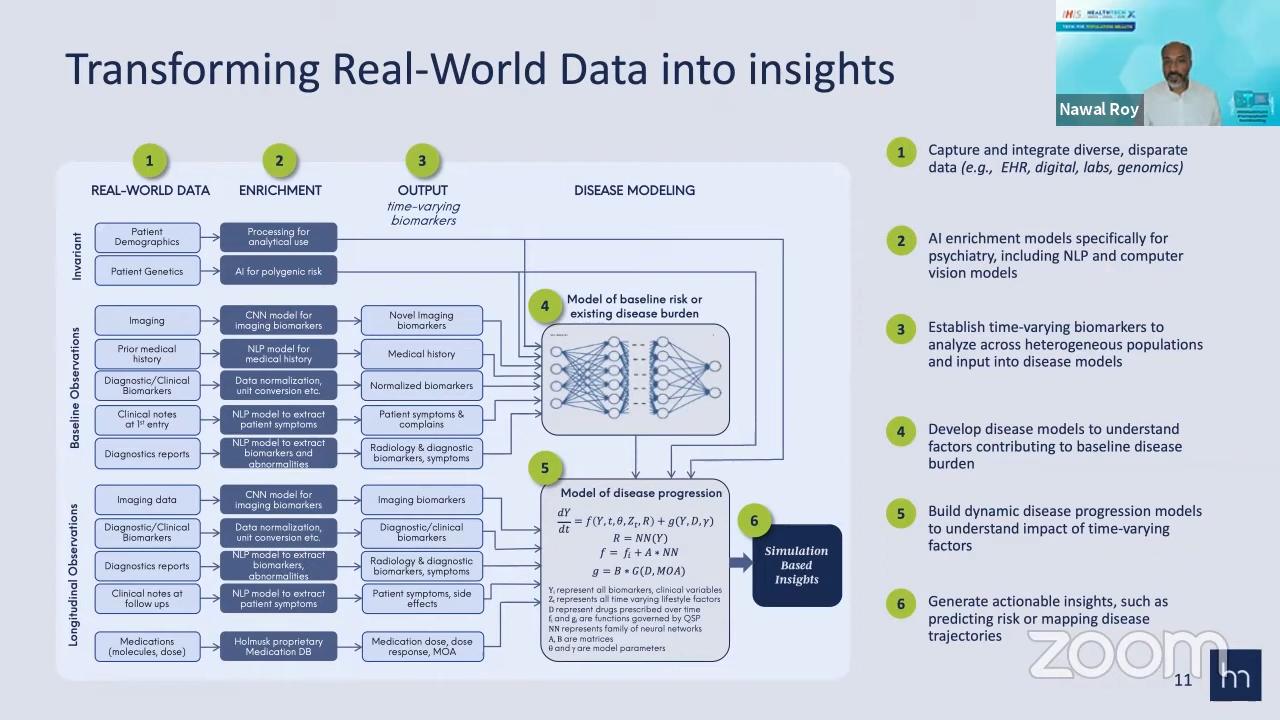 Transforming Real-World Data into insights
IHiS HEALTHTECH X
TECH FOR POPULATION HEALTH
Nawal Roy
1
2
3
REAL-WORLD DATA
ENRICHMENT
OUTPUT
time-varying
biomarkers
DISEASE MODELING
Invariant
Patient
Demographics
Processing for
analytical use
Patient Genetics
AI for polygenic risk
Baseline Observations
Imaging
CNN model for
imaging biomarkers
Novel Imaging
biomarkers
Prior medical
history
NLP model for
medical history
Medical history
Diagnostic/Clinical
Biomarkers
Data normalization,
unit conversion etc.
Normalized biomarkers
Clinical notes
at 1st entry
NLP model to extract
patient symptoms
Patient symptoms &
complains
Diagnostics reports
NLP model to extract
biomarkers and
abnormalities
Radiology & diagnostic
biomarkers, symptoms
Longitudinal Observations
Imaging data
CNN model for
imaging biomarkers
Imaging biomarkers
Diagnostic/Clinical
Biomarkers
Data normalization,
unit conversion etc.
Diagnostic/clinical
biomarkers
Diagnostics reports
NLP model to extract
biomarkers,
abnormalities
Radiology & diagnostic
biomarkers, symptoms
Clinical notes at
follow ups
NLP model to extract
patient symptoms
Patient symptoms, side
effects
Medications
(molecules, dose)
Holmusk proprietary
Medication DB
Medication dose, dose
response, MOA
4
Model of baseline risk or
existing disease burden
5
Model of disease progression
dY/dt = f(Y, t, θ, Zt, R) + g(Y, D, γ)
R = NN(Y)
f = fi + A * NN
g = B * G(D, MOA)
Yi represent all biomarkers, clinical variables
Zt represents all time varying lifestyle factors
D represent drugs prescribed over time
fi and gi are functions governed by QSP
NN represents family of neural networks
A, B are matrices
θ and γ are model parameters
6
Simulation
Based
Insights
1
Capture and integrate diverse, disparate
data (e.g., EHR, digital, labs, genomics)
2
AI enrichment models specifically for
psychiatry, including NLP and computer
vision models
3
Establish time-varying biomarkers to
analyze across heterogeneous populations
and input into disease models
4
Develop disease models to understand
factors contributing to baseline disease
burden
5
Build dynamic disease progression models
to understand impact of time-varying
factors
6
Generate actionable insights, such as
predicting risk or mapping disease
trajectories
zoom
11
hm